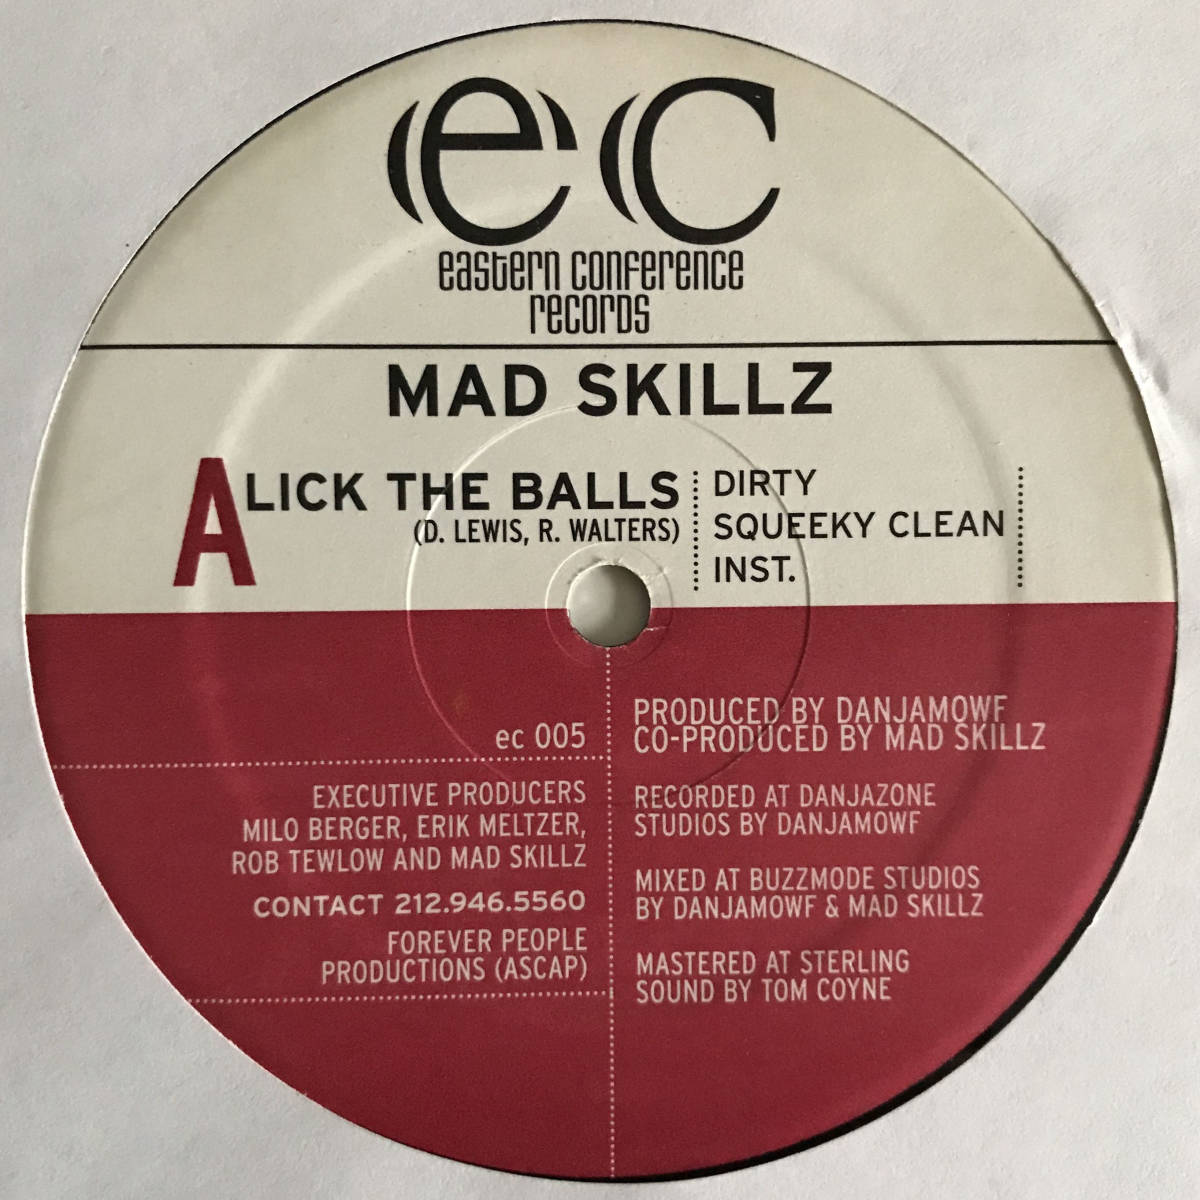 ec
eastern conference
records
MAD SKILLZ
A LICK THE BALLS
(D. LEWIS, R. WALTERS)
DIRTY
SQUEEKY CLEAN
INST.
ec 005
EXECUTIVE PRODUCERS
MILO BERGER, ERIK MELTZER,
ROB TEWLOW AND MAD SKILLZ
CONTACT 212.946.5560
FOREVER PEOPLE
PRODUCTIONS (ASCAP)
PRODUCED BY DANJAMOWF
CO-PRODUCED BY MAD SKILLZ
RECORDED AT DANJAZONE
STUDIOS BY DANJAMOWF
MIXED AT BUZZMODE STUDIOS
BY DANJAMOWF & MAD SKILLZ
MASTERED AT STERLING
SOUND BY TOM COYNE